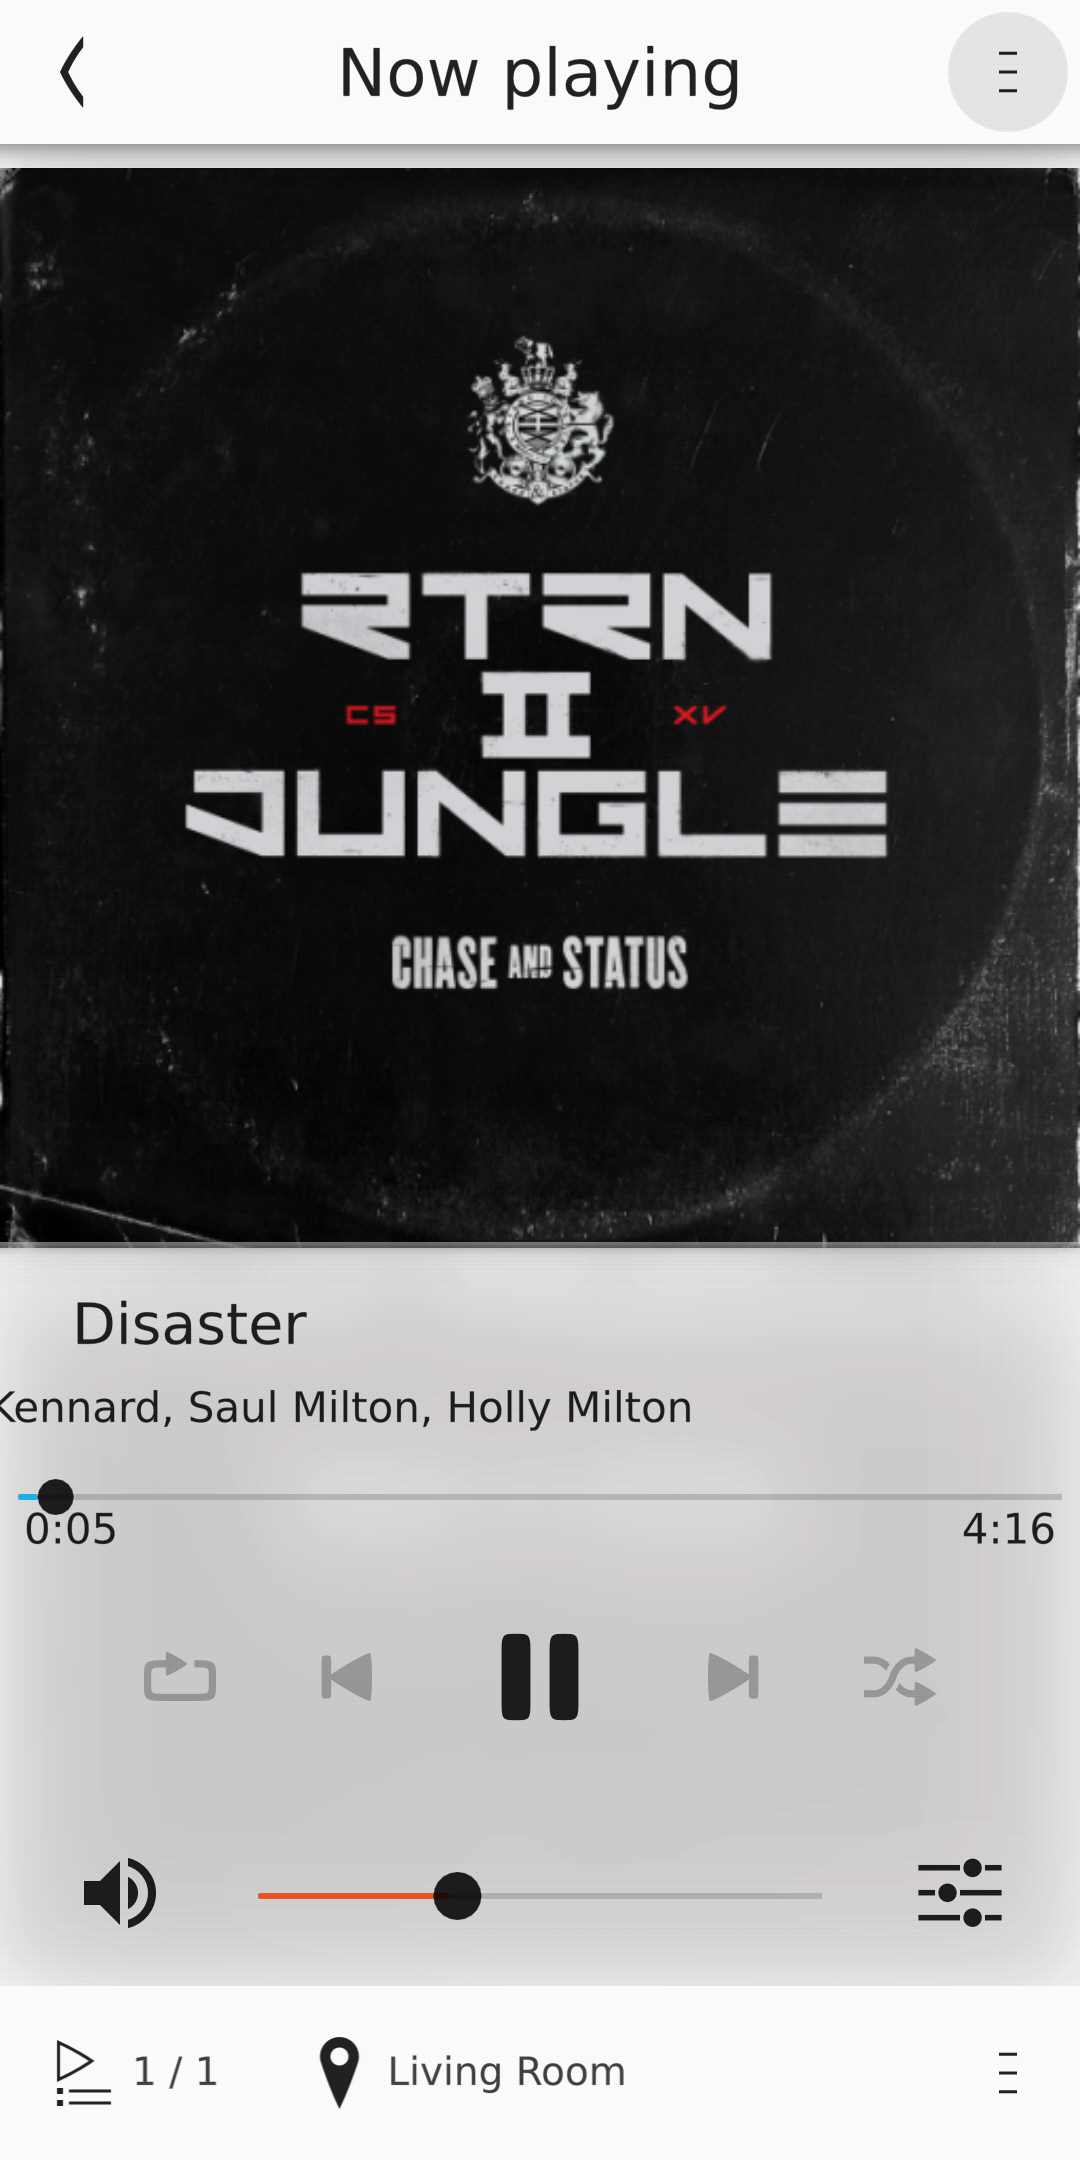 Now playing
RTRN
CS II XV
JUNGLE
CHASE AND STATUS
Disaster
Kennard, Saul Milton, Holly Milton
0:05 4:16
1 / 1 Living Room